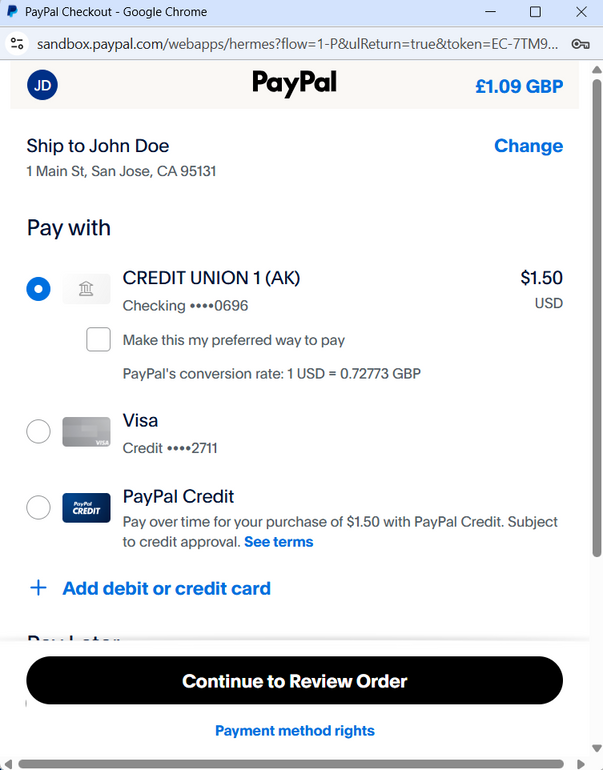 PayPal Checkout - Google Chrome
sandbox.paypal.com/webapps/hermes?flow=1-P&ulReturn=true&token=EC-7TM9...
JD
PayPal
£1.09 GBP
Ship to John Doe
Change
1 Main St, San Jose, CA 95131
Pay with
CREDIT UNION 1 (AK)
$1.50
Checking ••••0696
USD
Make this my preferred way to pay
PayPal's conversion rate: 1 USD = 0.72773 GBP
Visa
VISA
Credit ••••2711
PayPal Credit
PayPal
CREDIT
Pay over time for your purchase of $1.50 with PayPal Credit. Subject
to credit approval. See terms
+ Add debit or credit card
Pay Later
Continue to Review Order
Payment method rights